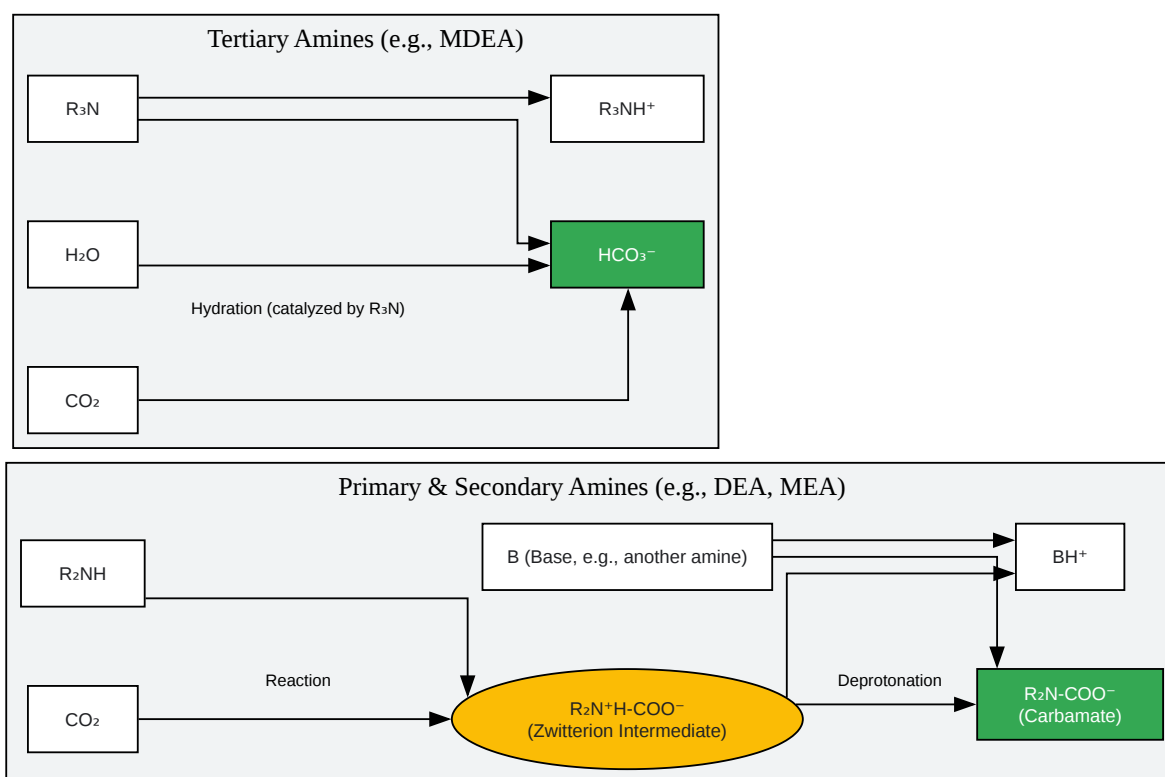 Tertiary Amines (e.g., MDEA)
R₃N
R₃NH⁺
H₂O
HCO₃⁻
Hydration (catalyzed by R₃N)
CO₂
Primary & Secondary Amines (e.g., DEA, MEA)
B (Base, e.g., another amine)
BH⁺
R₂NH
Reaction
Deprotonation
CO₂
R₂N⁺H-COO⁻
(Zwitterion Intermediate)
R₂N-COO⁻
(Carbamate)